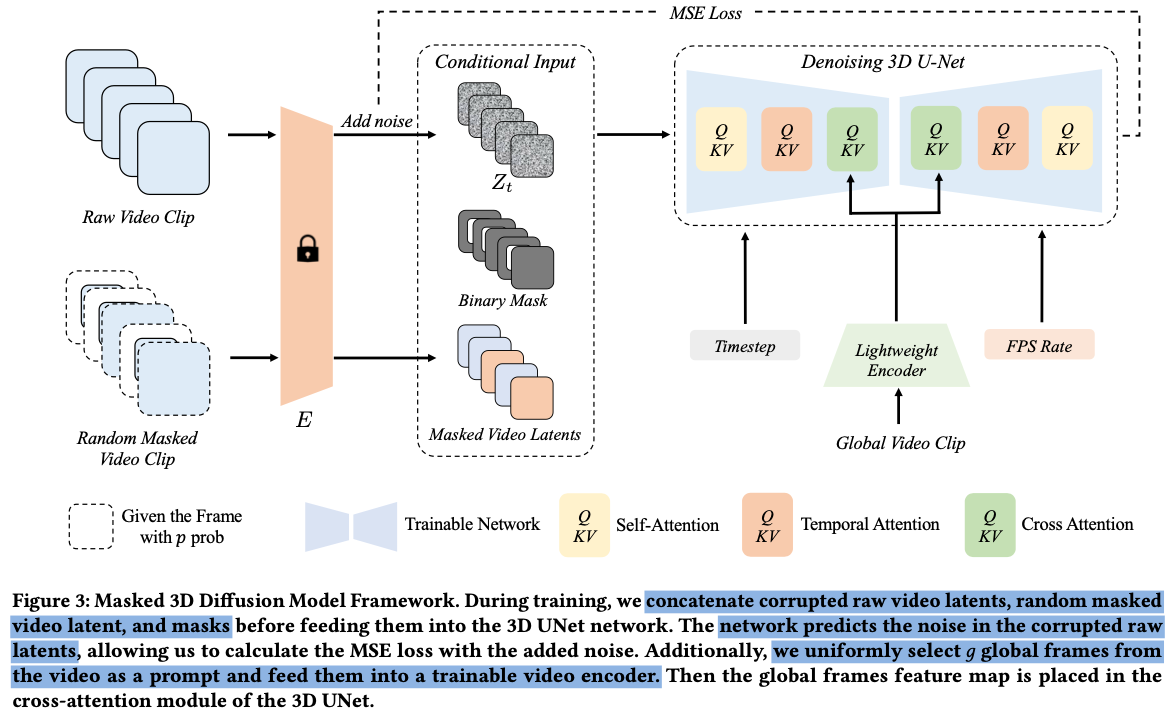 MSE Loss
Conditional Input
Denoising 3D U-Net
Add noise
Q
KV
Q
KV
Q
KV
Q
KV
Q
KV
Q
KV
Zt
Raw Video Clip
Binary Mask
Timestep
Lightweight
Encoder
FPS Rate
E
Masked Video Latents
Random Masked
Video Clip
Global Video Clip
Given the Frame
with p prob
Trainable Network
Q
KV
Self-Attention
Q
KV
Temporal Attention
Q
KV
Cross Attention
Figure 3: Masked 3D Diffusion Model Framework. During training, we concatenate corrupted raw video latents, random masked
video latent, and masks before feeding them into the 3D UNet network. The network predicts the noise in the corrupted raw
latents, allowing us to calculate the MSE loss with the added noise. Additionally, we uniformly select g global frames from
the video as a prompt and feed them into a trainable video encoder. Then the global frames feature map is placed in the
cross-attention module of the 3D UNet.